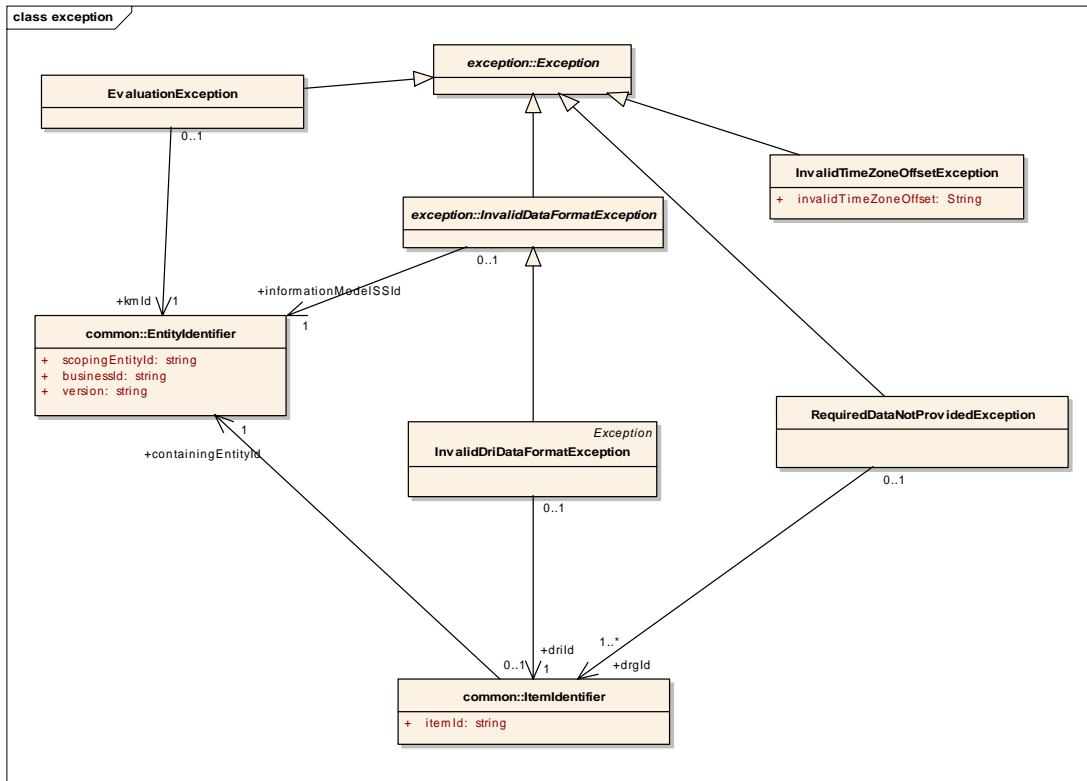 class exception
exception::Exception
EvaluationException
0..1
InvalidTimeZoneOffsetException
+ invalidTimeZoneOffset: String
exception::InvalidDataFormatException
0..1
+informationModelSSId
1
+kmId
1
common::EntityIdentifier
+ scopingEntityId: string
+ businessId: string
+ version: string
1
+containingEntityId
Exception
InvalidDriDataFormatException
0..1
RequiredDataNotProvidedException
0..1
0..1
+driId
1
1..*
+drgId
common::ItemIdentifier
+ itemId: string